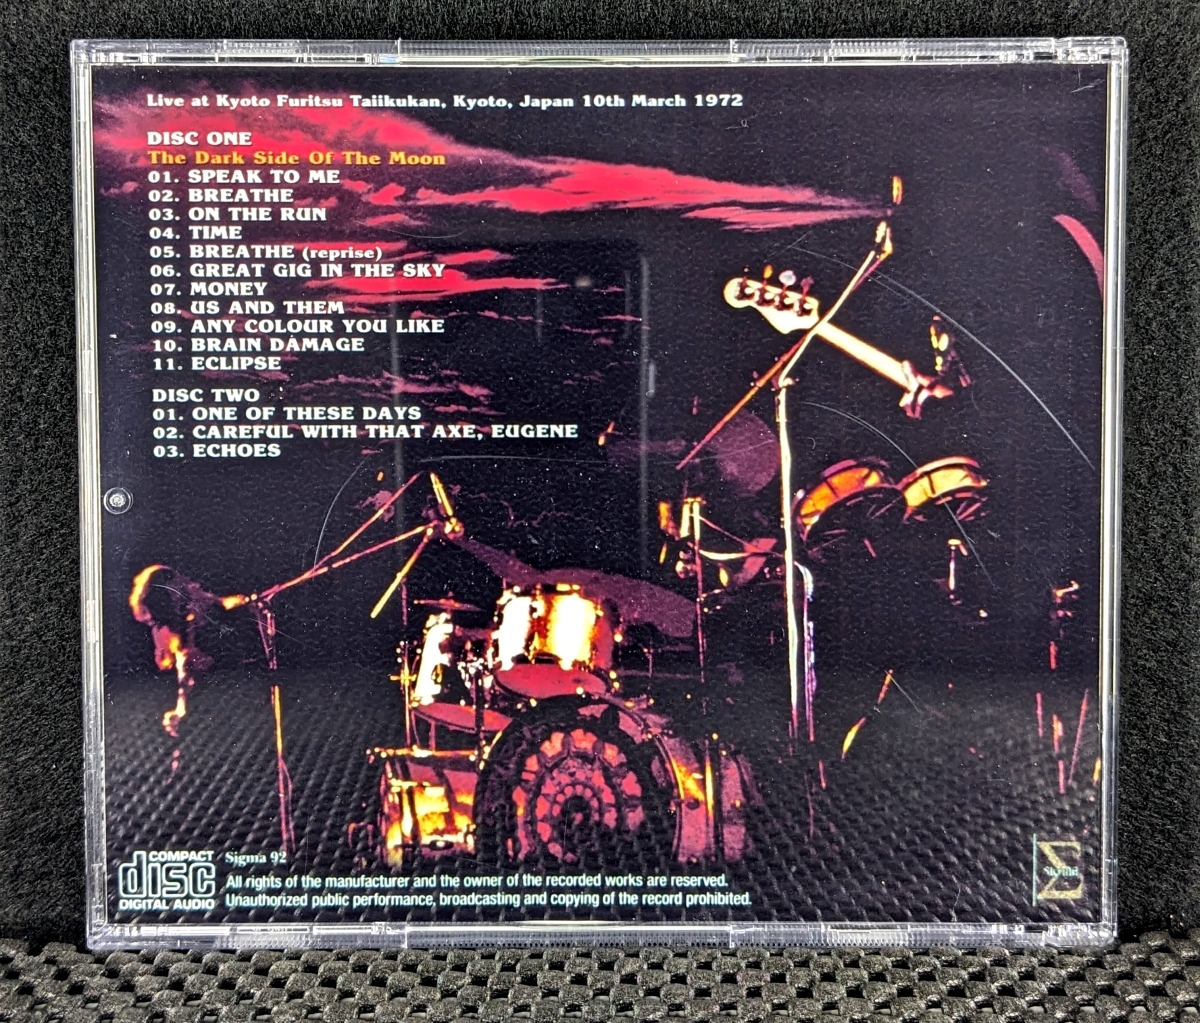 Live at Kyoto Furitsu Taiikukan, Kyoto, Japan 10th March 1972
DISC ONE
The Dark Side Of The Moon
01. SPEAK TO ME
02. BREATHE
03. ON THE RUN
04. TIME
05. BREATHE (reprise)
06. GREAT GIG IN THE SKY
07. MONEY
08. US AND THEM
09. ANY COLOUR YOU LIKE
10. BRAIN DAMAGE
11. ECLIPSE
DISC TWO
01. ONE OF THESE DAYS
02. CAREFUL WITH THAT AXE, EUGENE
03. ECHOES
COMPACT
disc
DIGITAL AUDIO
Sigma 92
All rights of the manufacturer and the owner of the recorded works are reserved.
Unauthorized public performance, broadcasting and copying of the record prohibited.
Σ
Sigma